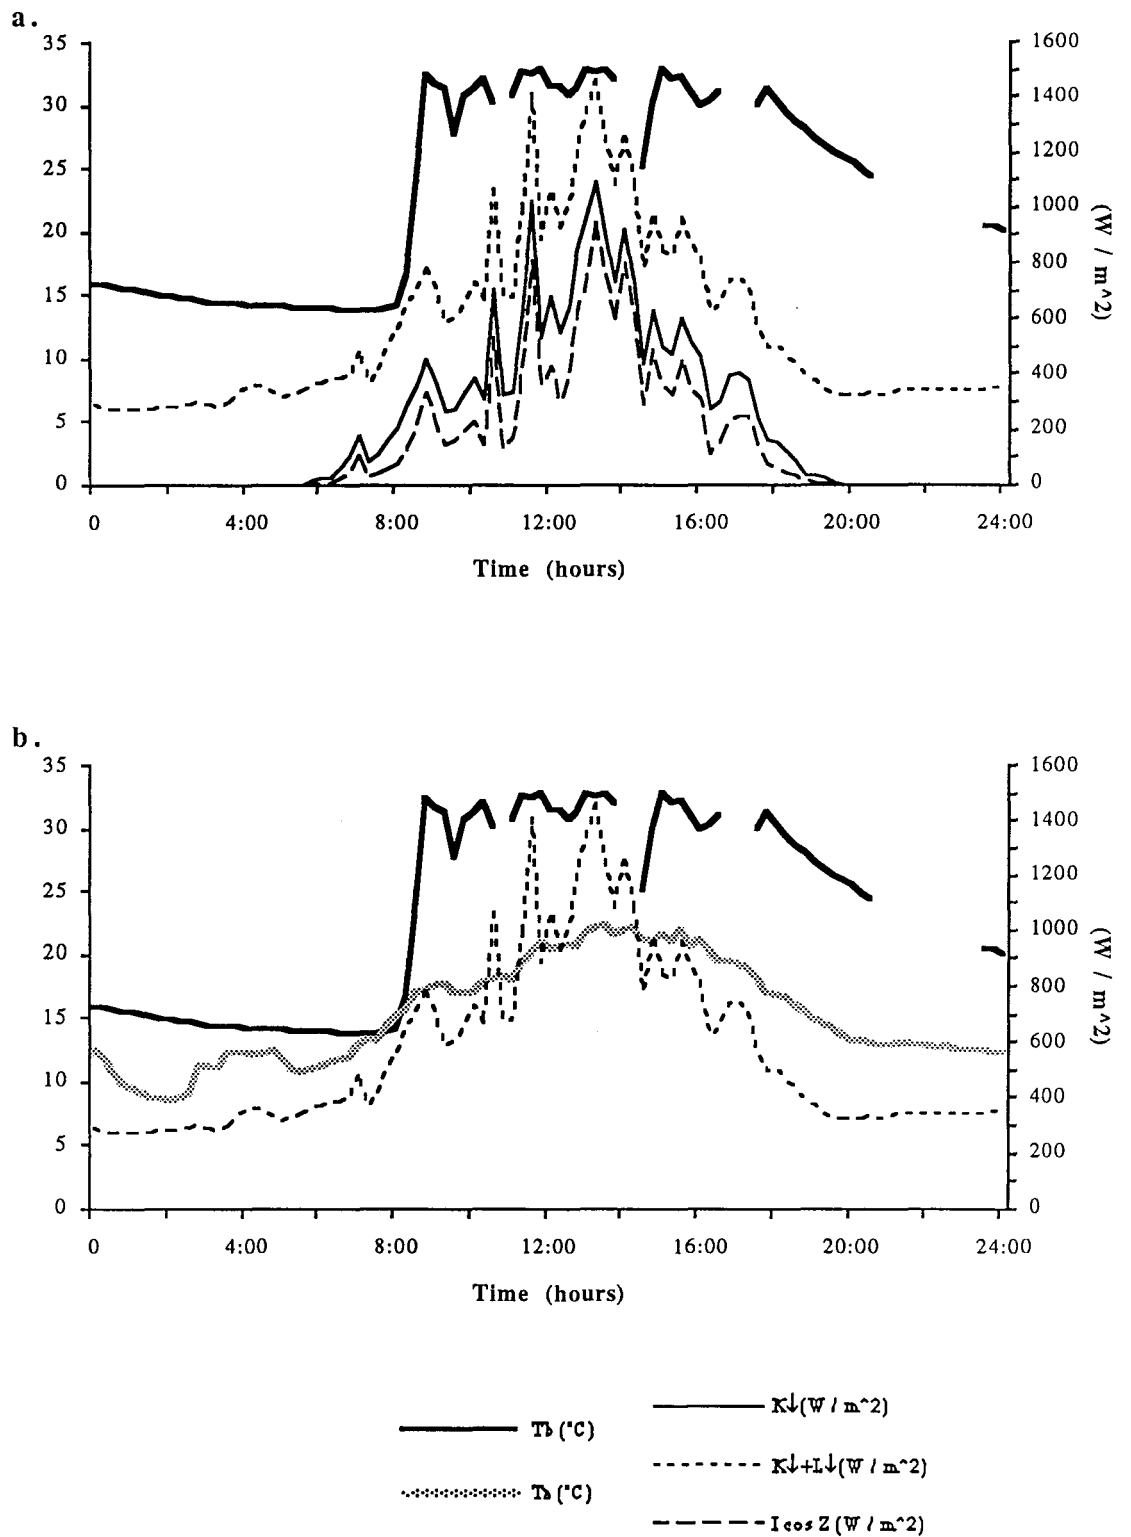 a.
35
30
25
20
15
10
5
0
1600
1400
1200
1000
800
600
400
200
0
(W / m^2)
0 4:00 8:00 12:00 16:00 20:00 24:00
Time (hours)
b.
35
30
25
20
15
10
5
0
1600
1400
1200
1000
800
600
400
200
0
(W / m^2)
0 4:00 8:00 12:00 16:00 20:00 24:00
Time (hours)
Tb (°C)
Ta (°C)
K↓(W / m^2)
K↓+L↓(W / m^2)
I cos Z (W / m^2)